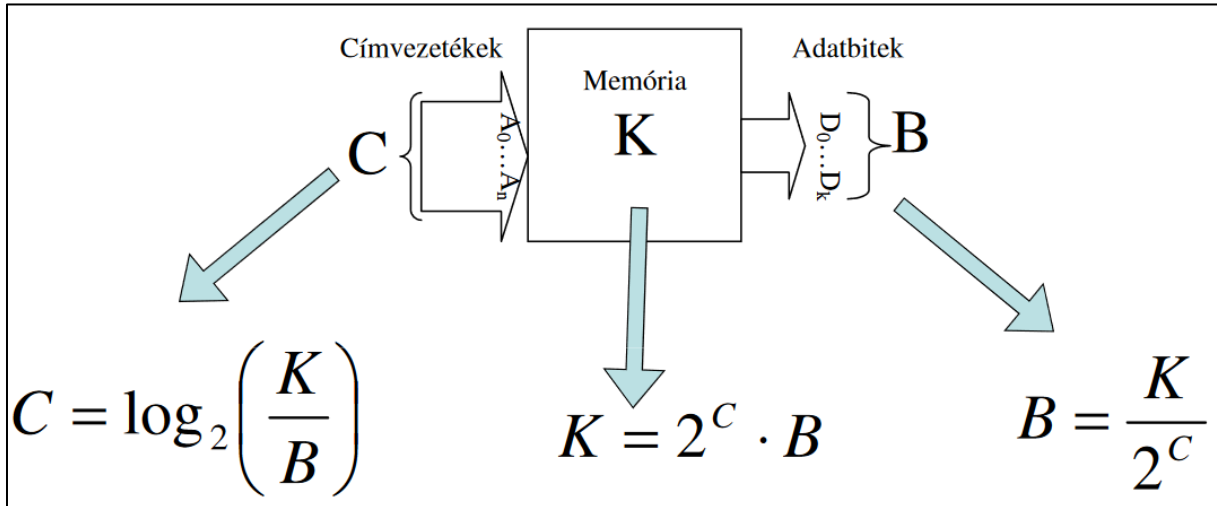 Címvezetékek
Memória
Adatbitek
C
A₀…Aₙ
K
D₀…Dₖ
B
C = log₂(K/B)
K = 2^C · B
B = K/2^C